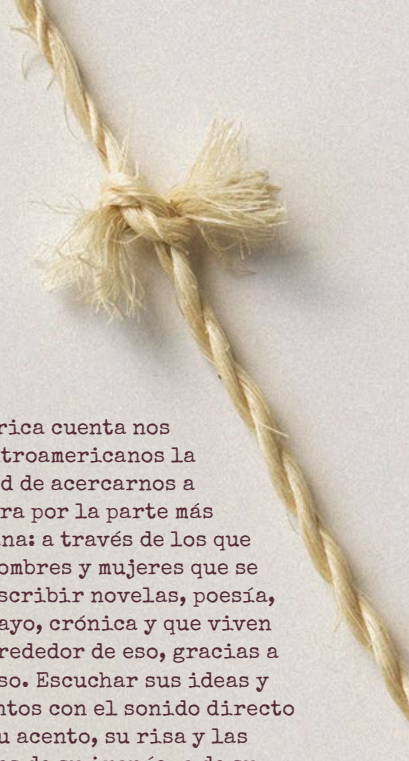 rica cuenta nos
troamericanos la
d de acercarnos a
ra por la parte más
na: a través de los que
ombres y mujeres que se
scribir novelas, poesía,
ayo, crónica y que viven
rededor de eso, gracias a
so. Escuchar sus ideas y
ntos con el sonido directo
u acento, su risa y las